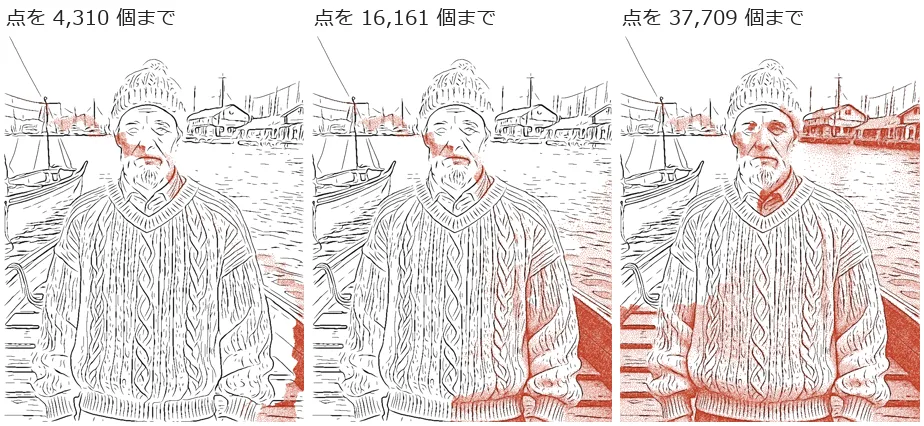 点を 4,310 個まで
点を 16,161 個まで
点を 37,709 個まで